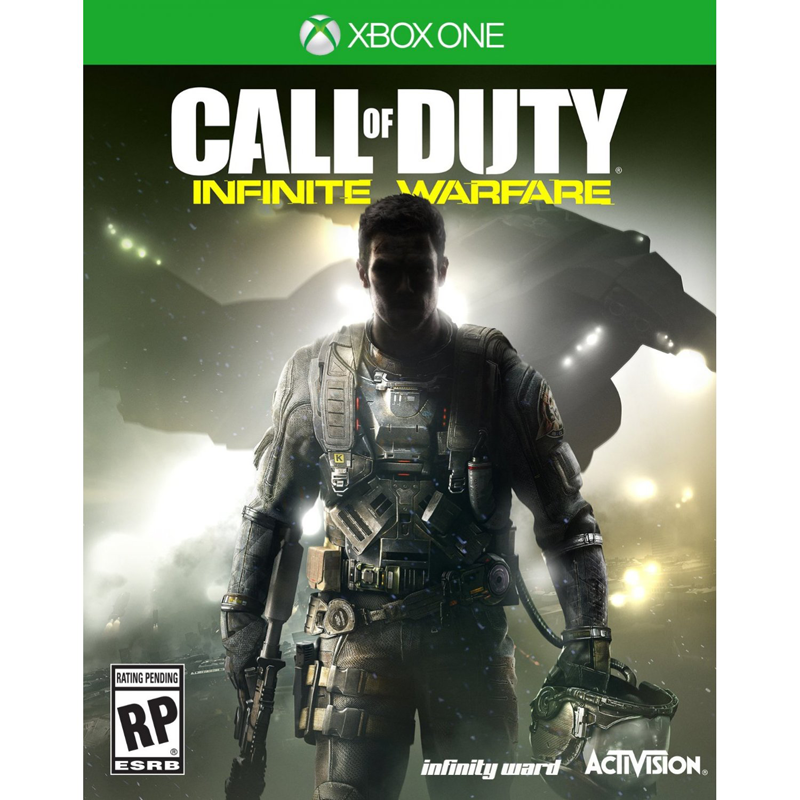 XBOX ONE
CALL OF DUTY®
INFINITE WARFARE
K
RATING PENDING
RP®
ESRB
infinity ward
ACTIVISION®